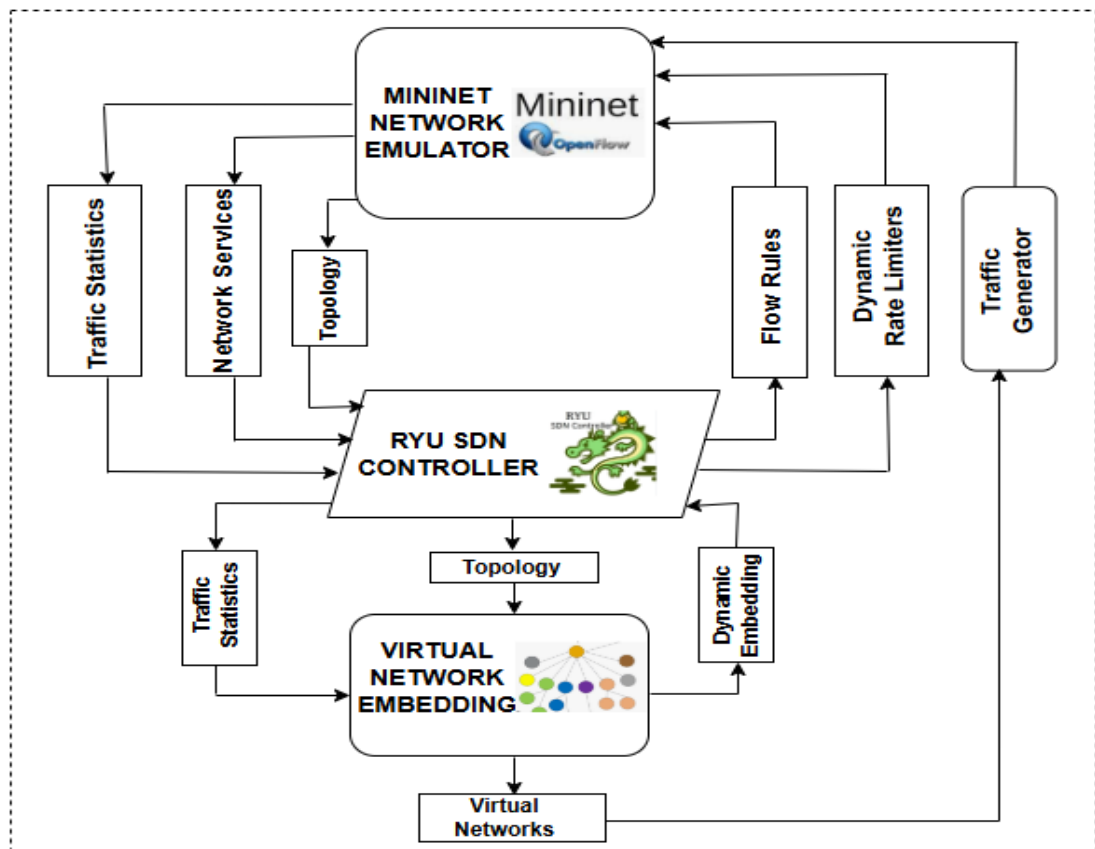 MININET
NETWORK
EMULATOR
Mininet
OpenFlow
Traffic Statistics
Network Services
Topology
Flow Rules
Dynamic
Rate Limiters
Traffic
Generator
RYU SDN
CONTROLLER
RYU
SDN Controller
Traffic
Statistics
Topology
Dynamic
Embedding
VIRTUAL
NETWORK
EMBEDDING
Virtual
Networks